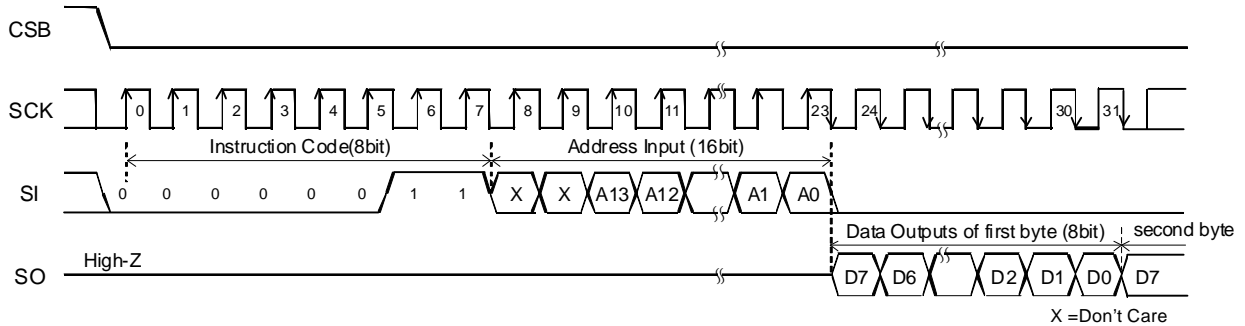 CSB
SCK 0 1 2 3 4 5 6 7 8 9 10 11 23 24 30 31
Instruction Code(8bit) Address Input (16bit)
SI 0 0 0 0 0 0 1 1 X X A13 A12 A1 A0
Data Outputs of first byte (8bit) second byte
High-Z
SO D7 D6 D2 D1 D0 D7
X =Don't Care